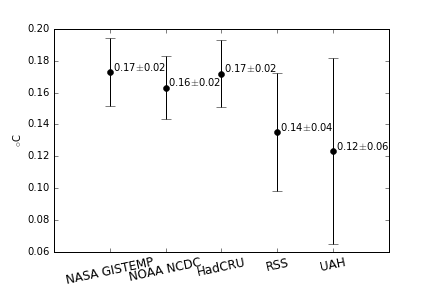 0.20
0.18
0.16
0.14
0.12
0.10
0.08
0.06
°C
0.17±0.02
0.16±0.02
0.17±0.02
0.14±0.04
0.12±0.06
NASA GISTEMP
NOAA NCDC
HadCRU
RSS
UAH